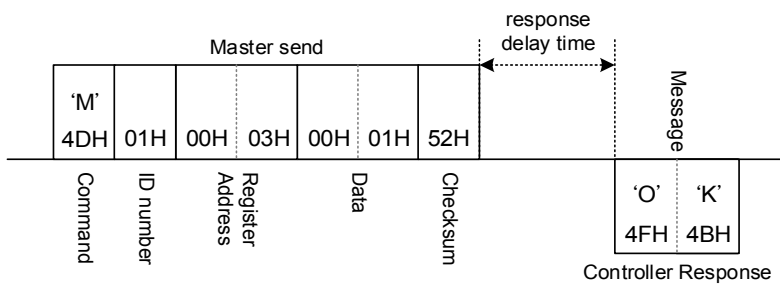 response
delay time
Master send
'M'
4DH 01H 00H 03H 00H 01H 52H
Command
ID number
Register
Address
Data
Checksum
Message
'O' 'K'
4FH 4BH
Controller Response